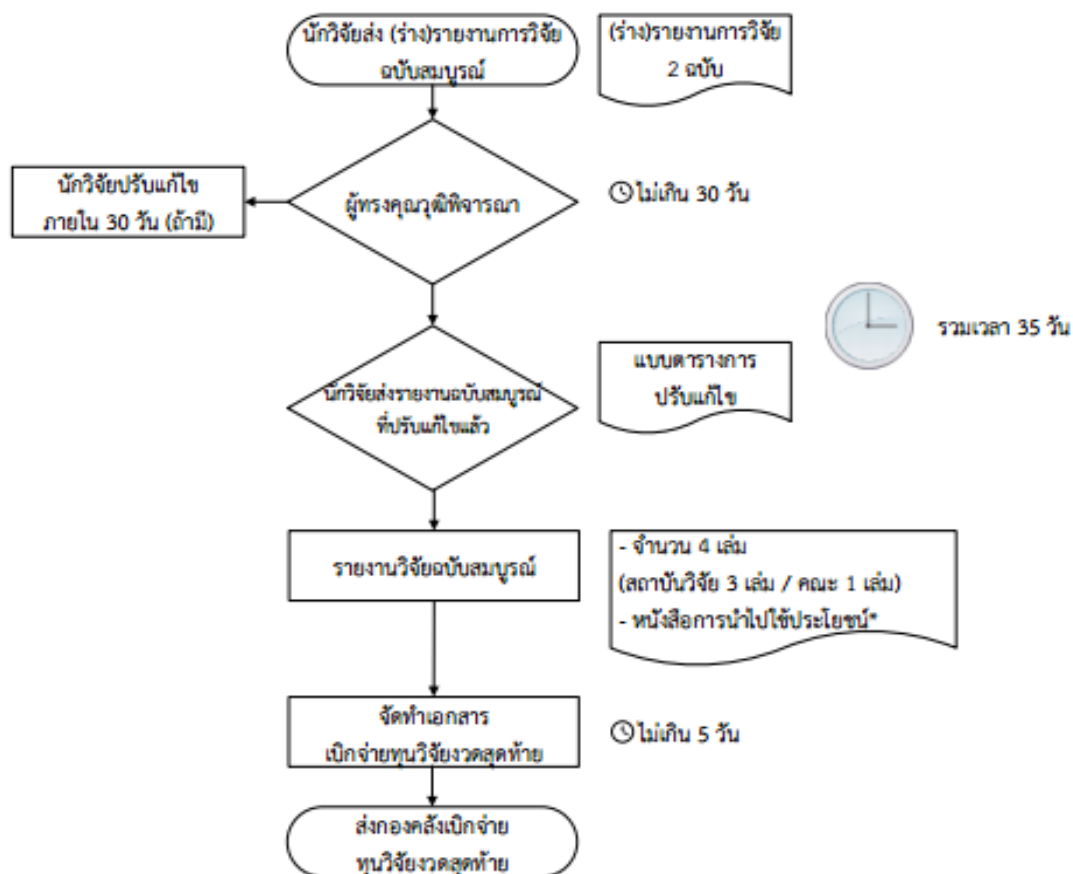 นักวิจัยส่ง (ร่าง)รายงานการวิจัย
ฉบับสมบูรณ์
(ร่าง)รายงานการวิจัย
2 ฉบับ
นักวิจัยปรับแก้ไข
ภายใน 30 วัน (ถ้ามี)
ผู้ทรงคุณวุฒิพิจารณา
ไม่เกิน 30 วัน
รวมเวลา 35 วัน
นักวิจัยส่งรายงานฉบับสมบูรณ์
ที่ปรับแก้ไขแล้ว
แบบตารางการ
ปรับแก้ไข
รายงานวิจัยฉบับสมบูรณ์
- จำนวน 4 เล่ม
(สถาบันวิจัย 3 เล่ม / คณะ 1 เล่ม)
- หนังสือการนำไปใช้ประโยชน์*
จัดทำเอกสาร
เบิกจ่ายทุนวิจัยงวดสุดท้าย
ไม่เกิน 5 วัน
ส่งกองคลังเบิกจ่าย
ทุนวิจัยงวดสุดท้าย